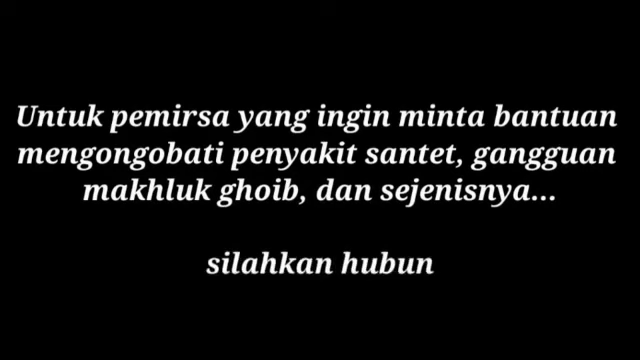 Untuk pemirsa yang ingin minta bantuan
mengongobati penyakit santet, gangguan
makhluk ghoib, dan sejenisnya...
silahkan hubun